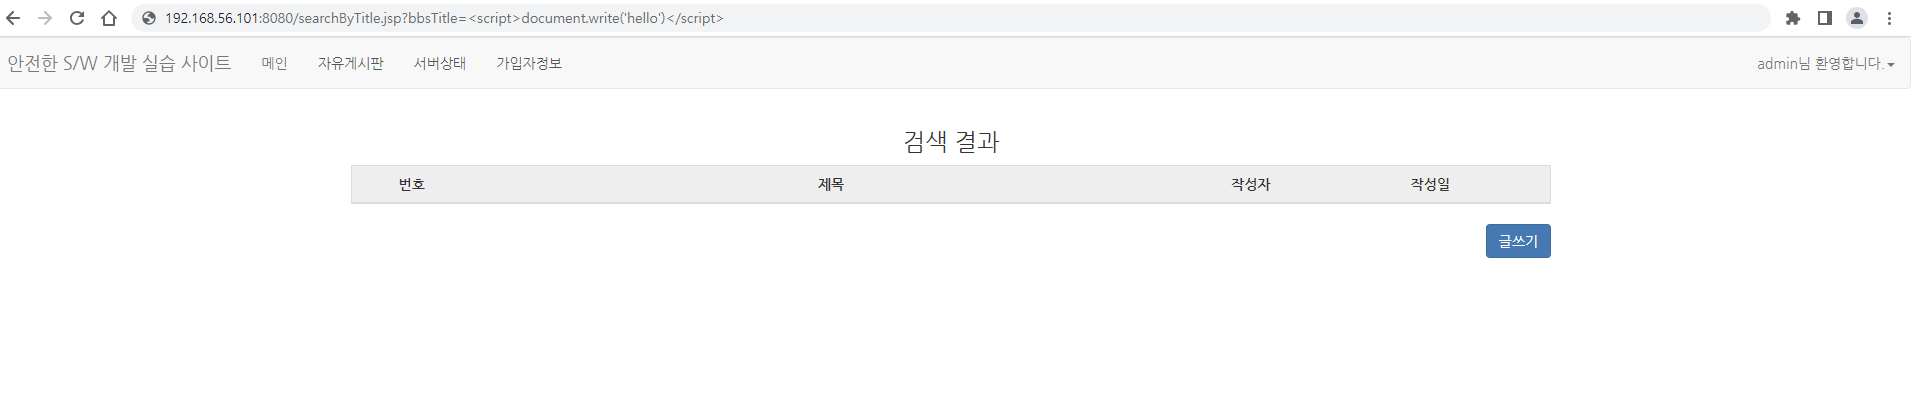 192.168.56.101:8080/searchByTitle.jsp?bbsTitle=<script>document.write('hello')</script>
안전한 S/W 개발 실습 사이트 메인 자유게시판 서버상태 가입자정보 admin님 환영합니다.
검색 결과
번호 제목 작성자 작성일
글쓰기